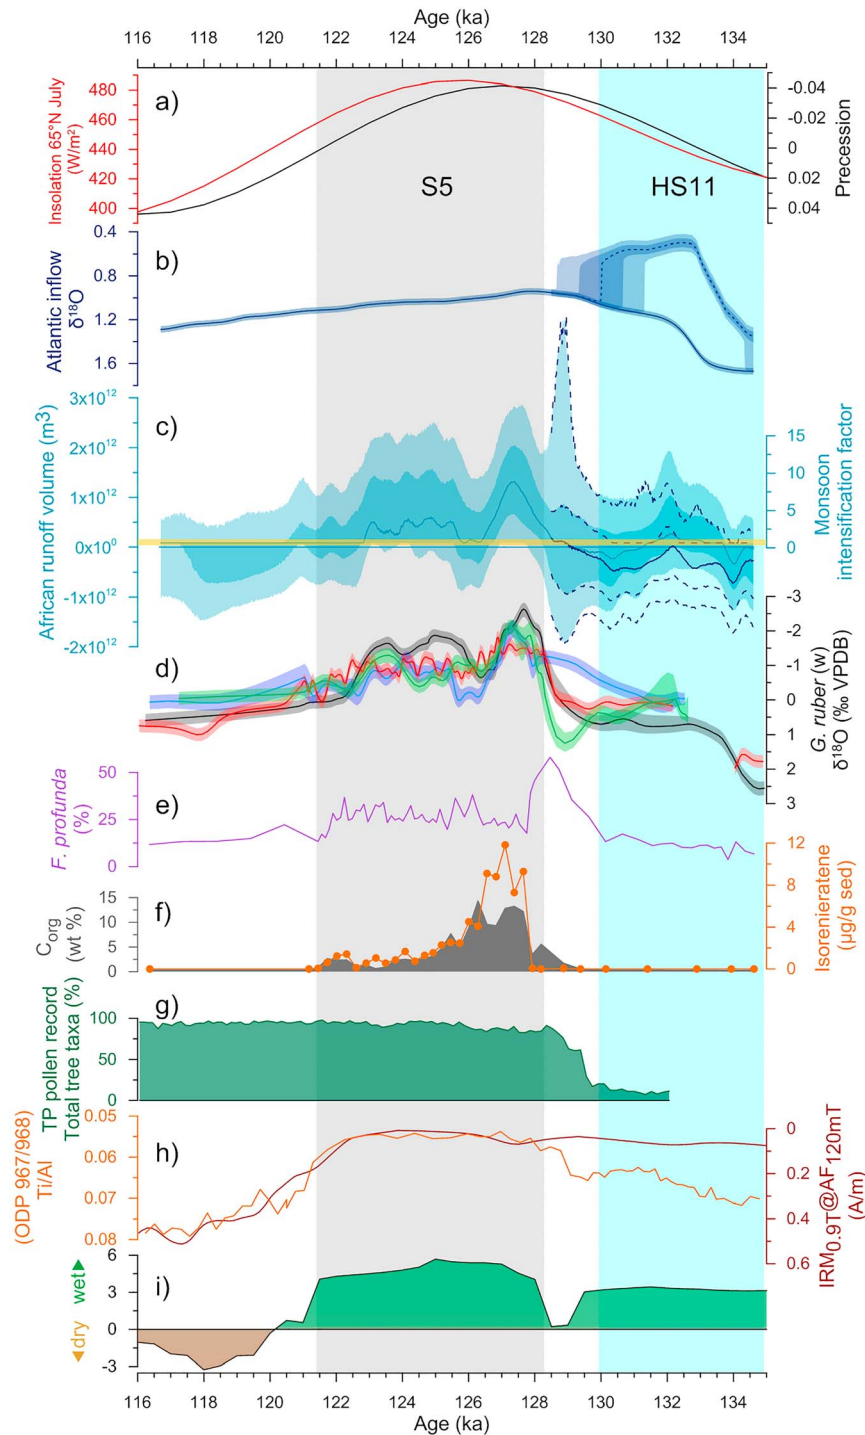 Age (ka)
116 118 120 122 124 126 128 130 132 134
a)
Insolation 65°N July
(W/m²)
480
460
440
420
400
S5
HS11
-0.04
-0.02
0
0.02
0.04
Precession
b)
Atlantic inflow
δ¹⁸O
0.4
0.8
1.2
1.6
c)
African runoff volume (m³)
3x10¹²
2x10¹²
1x10¹²
0x10⁰
-1x10¹²
-2x10¹²
15
10
5
0
Monsoon
intensification factor
d)
-3
-2
-1
0
1
2
3
G. ruber (w)
δ¹⁸O (‰ VPDB)
e)
F. profunda
(%)
50
25
0
f)
C org
(wt %)
15
10
5
0
12
8
4
0
Isorenieratene
(µg/g sed)
g)
TP pollen record
Total tree taxa (%)
100
50
0
h)
(ODP 967/968)
Ti/Al
0.05
0.06
0.07
0.08
0
0.2
0.4
0.6
IRM0.9T@AF120mT
(A/m)
i)
◀dry wet▶
6
3
0
-3
116 118 120 122 124 126 128 130 132 134
Age (ka)